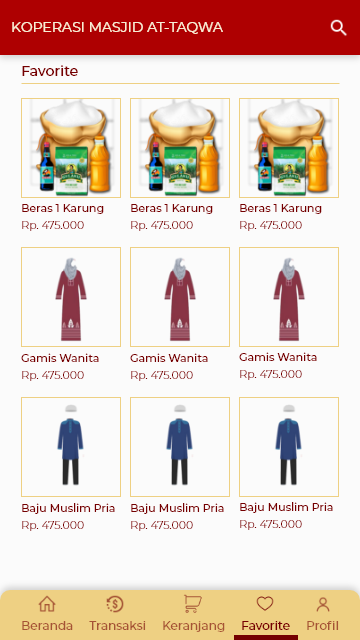 KOPERASI MASJID AT-TAQWA
Favorite
Beras 1 Karung Beras 1 Karung Beras 1 Karung
Rp. 475.000 Rp. 475.000 Rp. 475.000
Gamis Wanita Gamis Wanita Gamis Wanita
Rp. 475.000 Rp. 475.000 Rp. 475.000
Baju Muslim Pria Baju Muslim Pria Baju Muslim Pria
Rp. 475.000 Rp. 475.000 Rp. 475.000
Beranda Transaksi Keranjang Favorite Profil